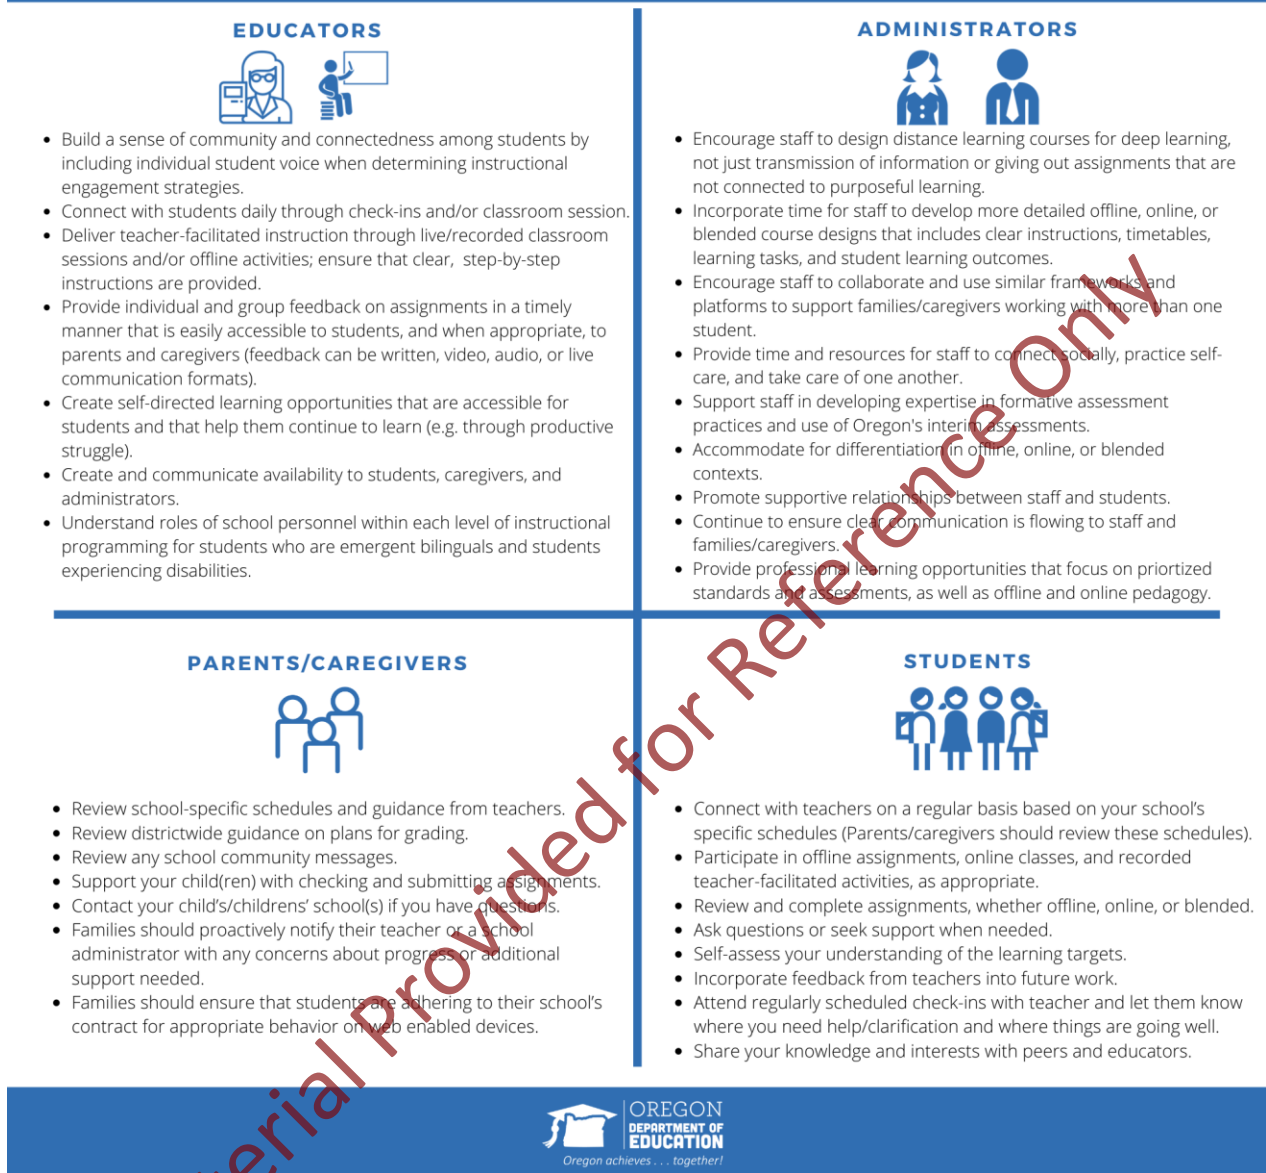 EDUCATORS
Build a sense of community and connectedness among students by
including individual student voice when determining instructional
engagement strategies.
Connect with students daily through check-ins and/or classroom session.
Deliver teacher-facilitated instruction through live/recorded classroom
sessions and/or offline activities; ensure that clear,  step-by-step
instructions are provided.
Provide individual and group feedback on assignments in a timely
manner that is easily accessible to students, and when appropriate, to
parents and caregivers (feedback can be written, video, audio, or live
communication formats).
Create self-directed learning opportunities that are accessible for
students and that help them continue to learn (e.g. through productive
struggle).
Create and communicate availability to students, caregivers, and
administrators.
Understand roles of school personnel within each level of instructional
programming for students who are emergent bilinguals and students
experiencing disabilities.
ADMINISTRATORS
Encourage staff to design distance learning courses for deep learning,
not just transmission of information or giving out assignments that are
not connected to purposeful learning.
Incorporate time for staff to develop more detailed offline, online, or
blended course designs that includes clear instructions, timetables,
learning tasks, and student learning outcomes.
Encourage staff to collaborate and use similar frameworks and
platforms to support families/caregivers working with more than one
student.
Provide time and resources for staff to connect socially, practice self-
care, and take care of one another.
Support staff in developing expertise in formative assessment
practices and use of Oregon's interim assessments.
Accommodate for differentiation in offline, online, or blended
contexts.
Promote supportive relationships between staff and students.
Continue to ensure clear communication is flowing to staff and
families/caregivers.
Provide professional learning opportunities that focus on priortized
standards and assessments, as well as offline and online pedagogy.
PARENTS/CAREGIVERS
Review school-specific schedules and guidance from teachers.
Review districtwide guidance on plans for grading.
Review any school community messages.
Support your child(ren) with checking and submitting assignments.
Contact your child's/childrens' school(s) if you have questions.
Families should proactively notify their teacher or a school
administrator with any concerns about progress or additional
support needed.
Families should ensure that students are adhering to their school's
contract for appropriate behavior on web enabled devices.
STUDENTS
Connect with teachers on a regular basis based on your school's
specific schedules (Parents/caregivers should review these schedules).
Participate in offline assignments, online classes, and recorded
teacher-facilitated activities, as appropriate.
Review and complete assignments, whether offline, online, or blended.
Ask questions or seek support when needed.
Self-assess your understanding of the learning targets.
Incorporate feedback from teachers into future work.
Attend regularly scheduled check-ins with teacher and let them know
where you need help/clarification and where things are going well.
Share your knowledge and interests with peers and educators.
erial Provided for Reference Only
OREGON
DEPARTMENT OF
EDUCATION
Oregon achieves . . . together!